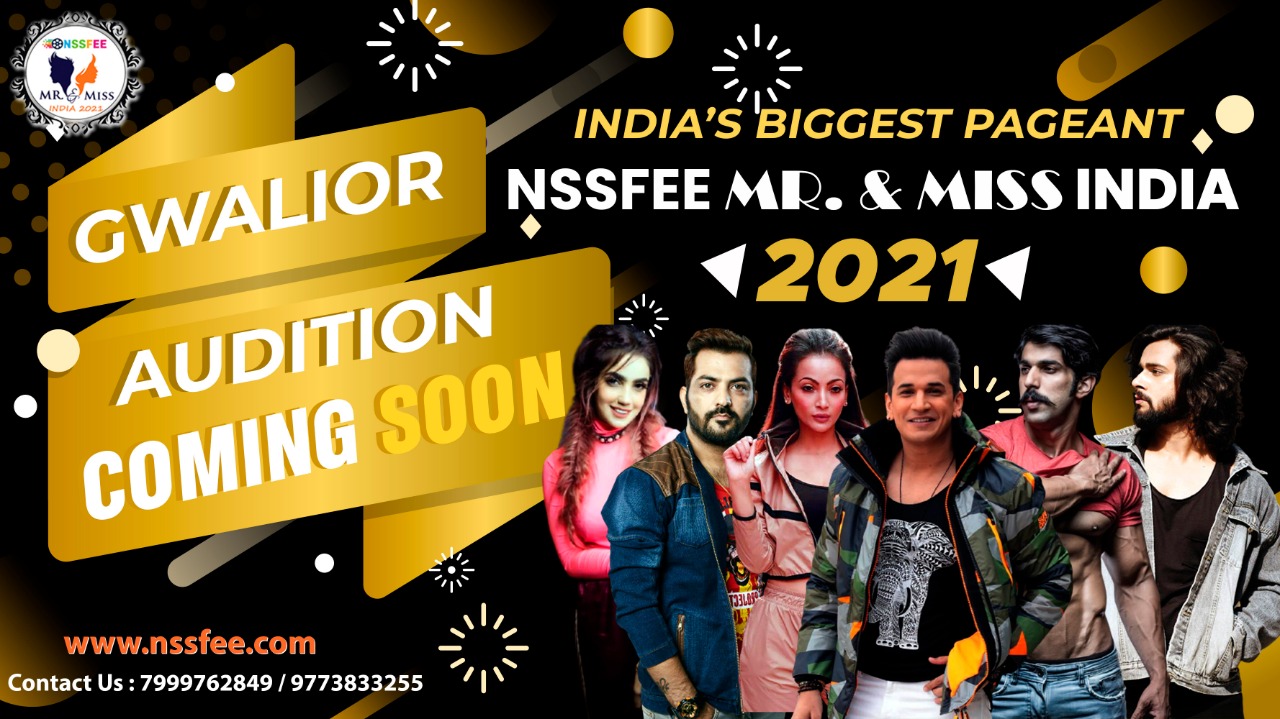 NSSFEE
MR. & MISS
INDIA 2021
GWALIOR
AUDITION
COMING SOON
INDIA'S BIGGEST PAGEANT
NSSFEE MR. & MISS INDIA
2021
PROJECT
www.nssfee.com
Contact Us : 7999762849 / 9773833255